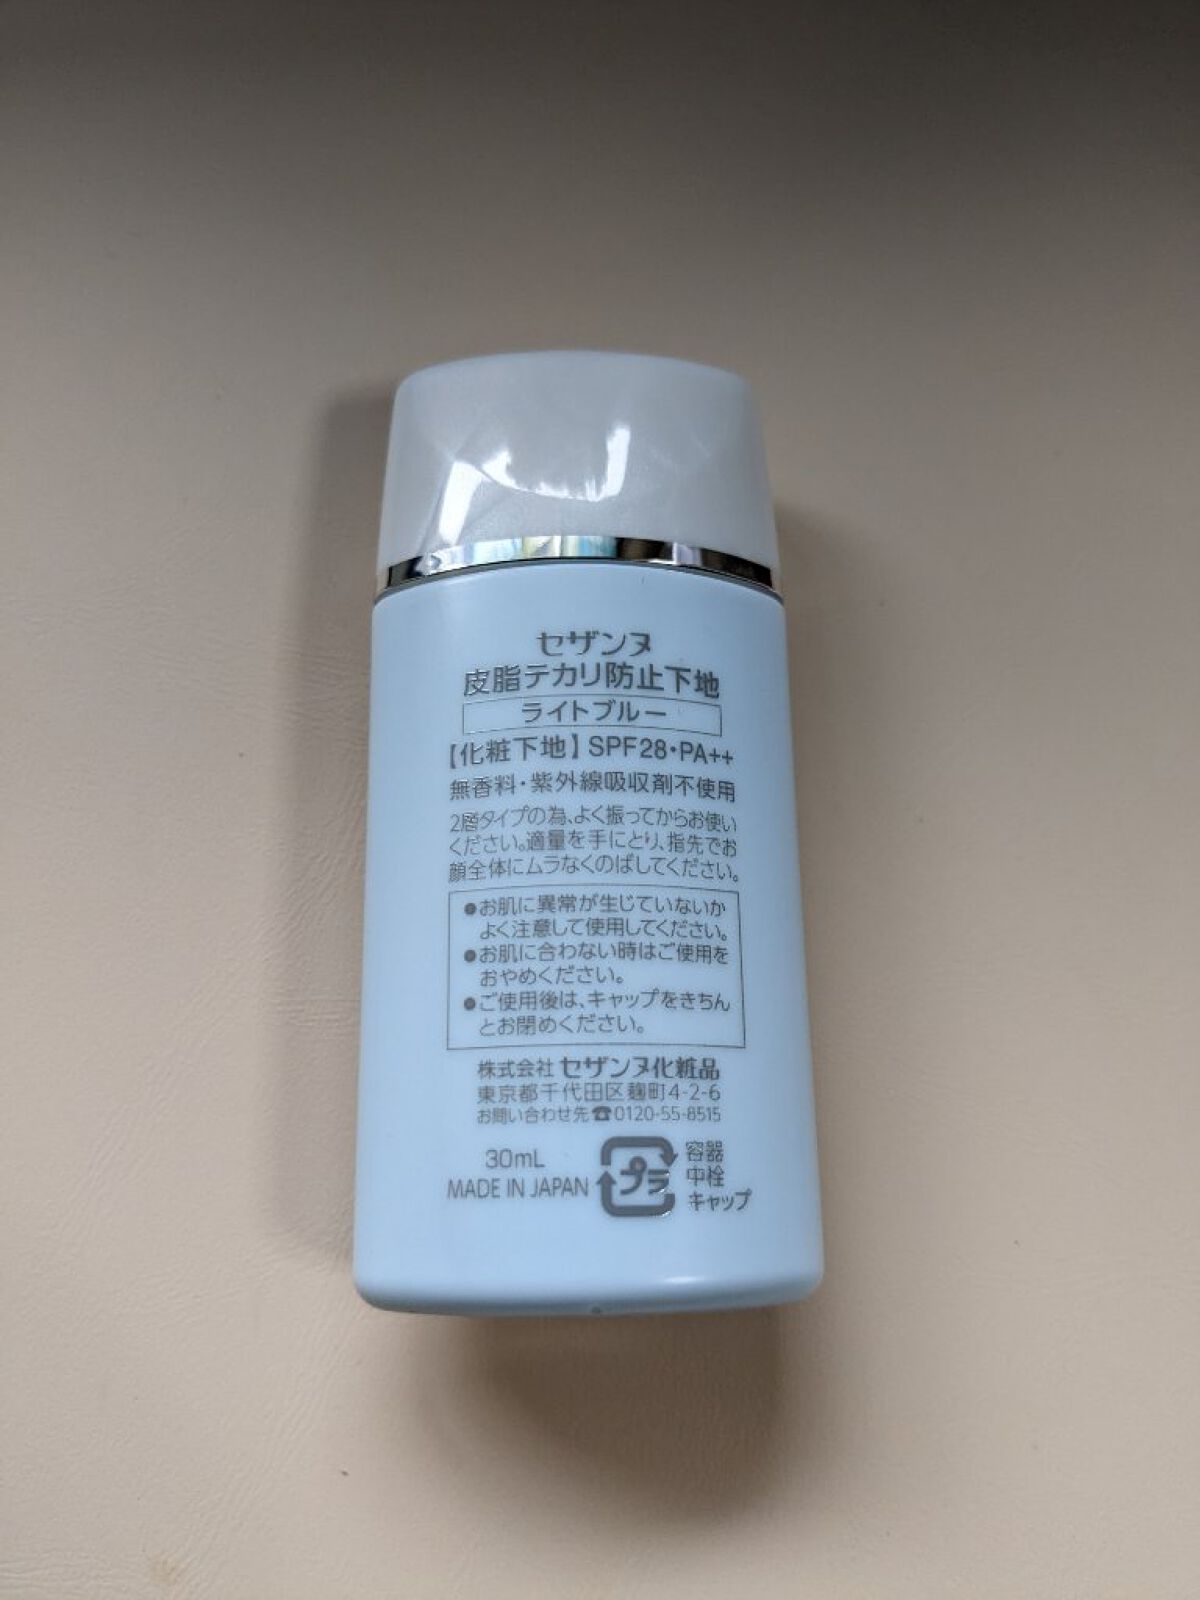 セザンヌ
皮脂テカリ防止下地
ライトブルー
【化粧下地】SPF28・PA++
無香料・紫外線吸収剤不使用
2層タイプの為、よく振ってからお使い
ください。適量を手にとり、指先でお
顔全体にムラなくのばしてください。
●お肌に異常が生じていないか
よく注意して使用してください。
●お肌に合わない時はご使用を
おやめください。
●ご使用後は、キャップをきちん
とお閉めください。
株式会社 セザンヌ化粧品
東京都千代田区麹町4-2-6
お問い合わせ先☎0120-55-8515
30mL
MADE IN JAPAN
プラ
容器
中栓
キャップ